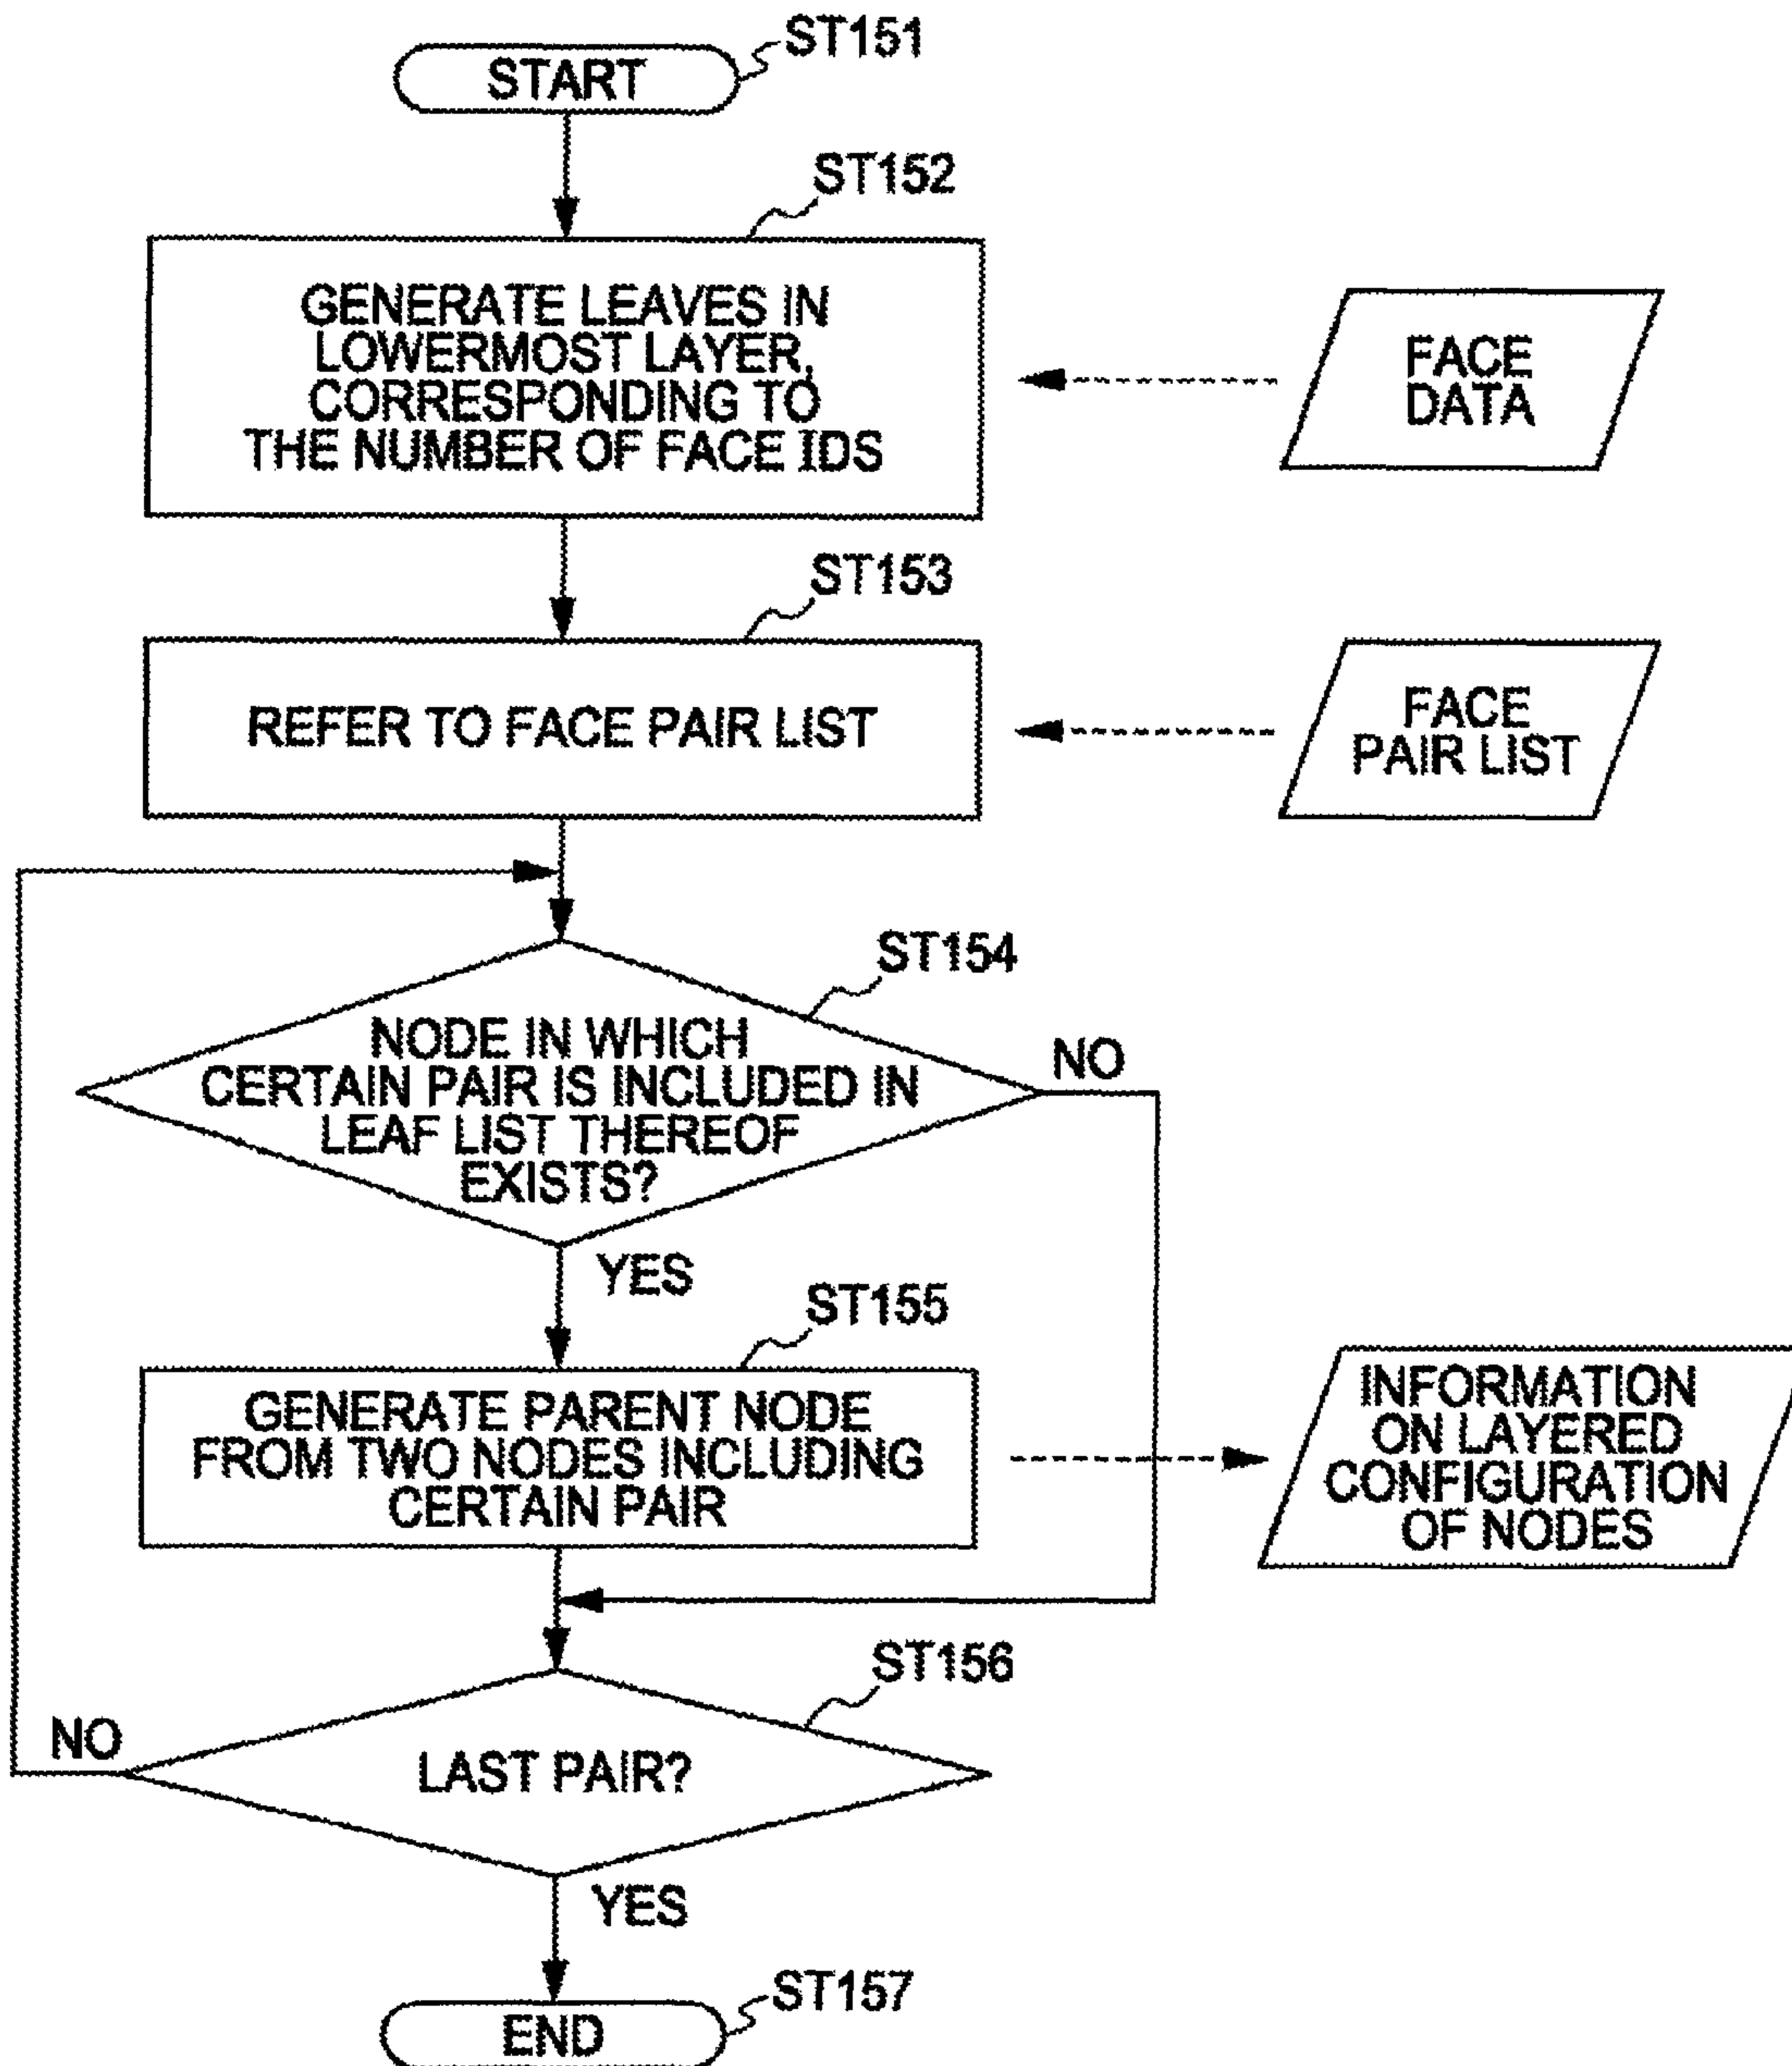 START
ST151
ST152
GENERATE LEAVES IN
LOWERMOST LAYER,
CORRESPONDING TO
THE NUMBER OF FACE IDS
FACE
DATA
ST153
REFER TO FACE PAIR LIST
FACE
PAIR LIST
ST154
NODE IN WHICH
CERTAIN PAIR IS INCLUDED IN
LEAF LIST THEREOF
EXISTS?
NO
YES
ST155
GENERATE PARENT NODE
FROM TWO NODES INCLUDING
CERTAIN PAIR
INFORMATION
ON LAYERED
CONFIGURATION
OF NODES
ST156
LAST PAIR?
NO
YES
END
ST157